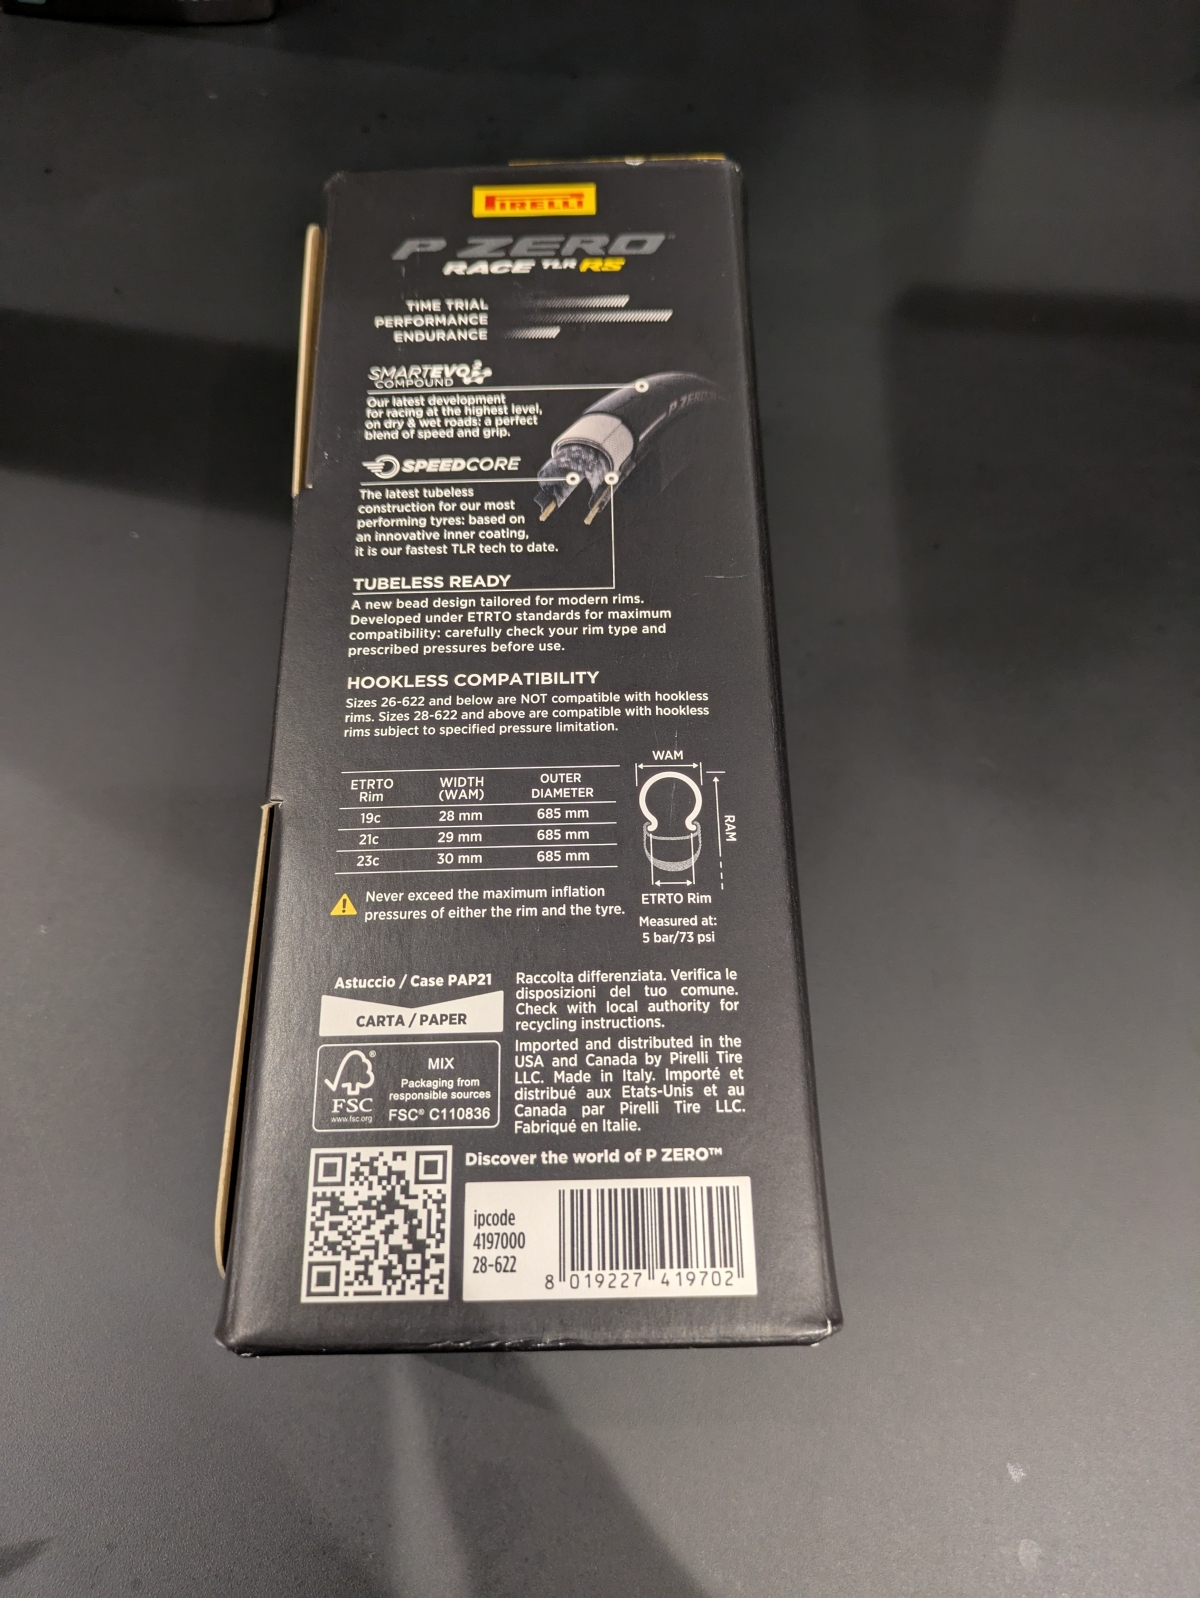 PIRELLI
P ZERO™
RACE TLR RS
TIME TRIAL
PERFORMANCE
ENDURANCE
SMARTEVO
COMPOUND
Our latest development
for racing at the highest level,
on dry & wet roads: a perfect
blend of speed and grip.
P ZERO
SPEEDCORE
The latest tubeless
construction for our most
performing tyres: based on
an innovative inner coating,
it is our fastest TLR tech to date.
TUBELESS READY
A new bead design tailored for modern rims.
Developed under ETRTO standards for maximum
compatibility: carefully check your rim type and
prescribed pressures before use.
HOOKLESS COMPATIBILITY
Sizes 26-622 and below are NOT compatible with hookless
rims. Sizes 28-622 and above are compatible with hookless
rims subject to specified pressure limitation.
ETRTO Rim WIDTH (WAM) OUTER DIAMETER
19c 28 mm 685 mm
21c 29 mm 685 mm
23c 30 mm 685 mm
WAM
RAM
ETRTO Rim
Measured at:
5 bar/73 psi
Never exceed the maximum inflation
pressures of either the rim and the tyre.
Astuccio / Case PAP21
CARTA / PAPER
FSC®
www.fsc.org
MIX
Packaging from
responsible sources
FSC® C110836
Raccolta differenziata. Verifica le
disposizioni del tuo comune.
Check with local authority for
recycling instructions.
Imported and distributed in the
USA and Canada by Pirelli Tire
LLC. Made in Italy. Importé et
distribué aux Etats-Unis et au
Canada par Pirelli Tire LLC.
Fabriqué en Italie.
Discover the world of P ZERO™
ipcode
4197000
28-622
8 019227 419702